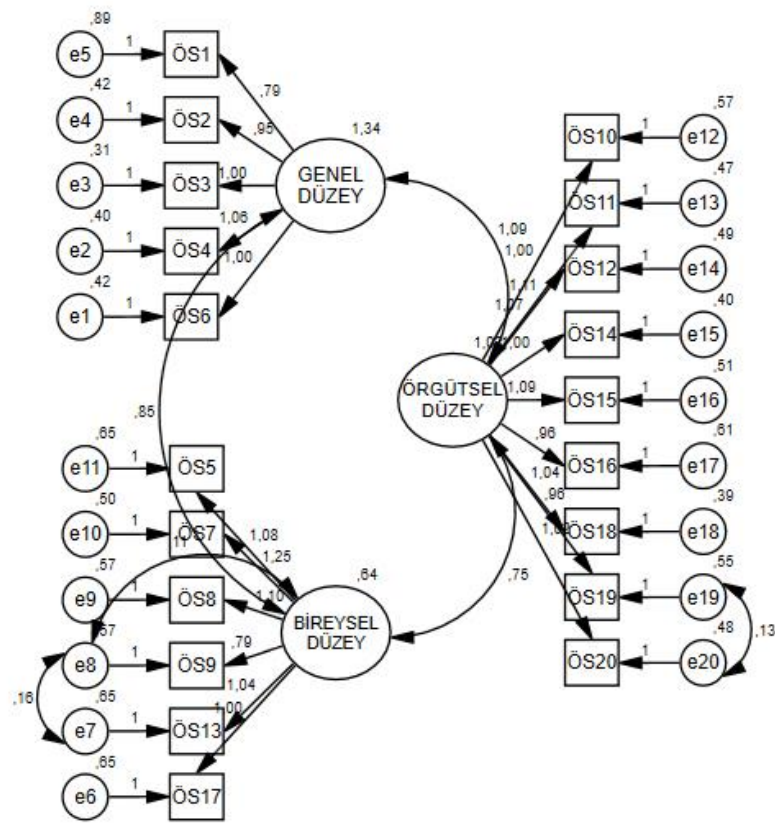 ,89
e5 1 ÖS1
,79
,42
e4 1 ÖS2
,95
1,34
,31
e3 1 ÖS3
1,00
GENEL
DÜZEY
,40
e2 1 ÖS4
1,06
,42
e1 1 ÖS6
1,00
,85
,57
ÖS10 1 e12
,47
ÖS11 1 e13
1,09
1,00
,49
ÖS12 1 e14
1,11
1,07
,40
ÖS14 1 e15
1,00
ÖRGÜTSEL
DÜZEY
,51
1,09
ÖS15 1 e16
,61
,96
ÖS16 1 e17
,39
1,04
,96
ÖS18 1 e18
,55
ÖS19 1 e19
,48
ÖS20 1 e20
,13
,75
,65
e11 1 ÖS5
,50
e10 1 ÖS7
1,08
,11
1,25
,57
e9 1 ÖS8
1,10
,64
BİREYSEL
DÜZEY
,57
e8 1 ÖS9
,79
,16
,65
e7 1 ÖS13
1,04
1,00
,65
e6 1 ÖS17